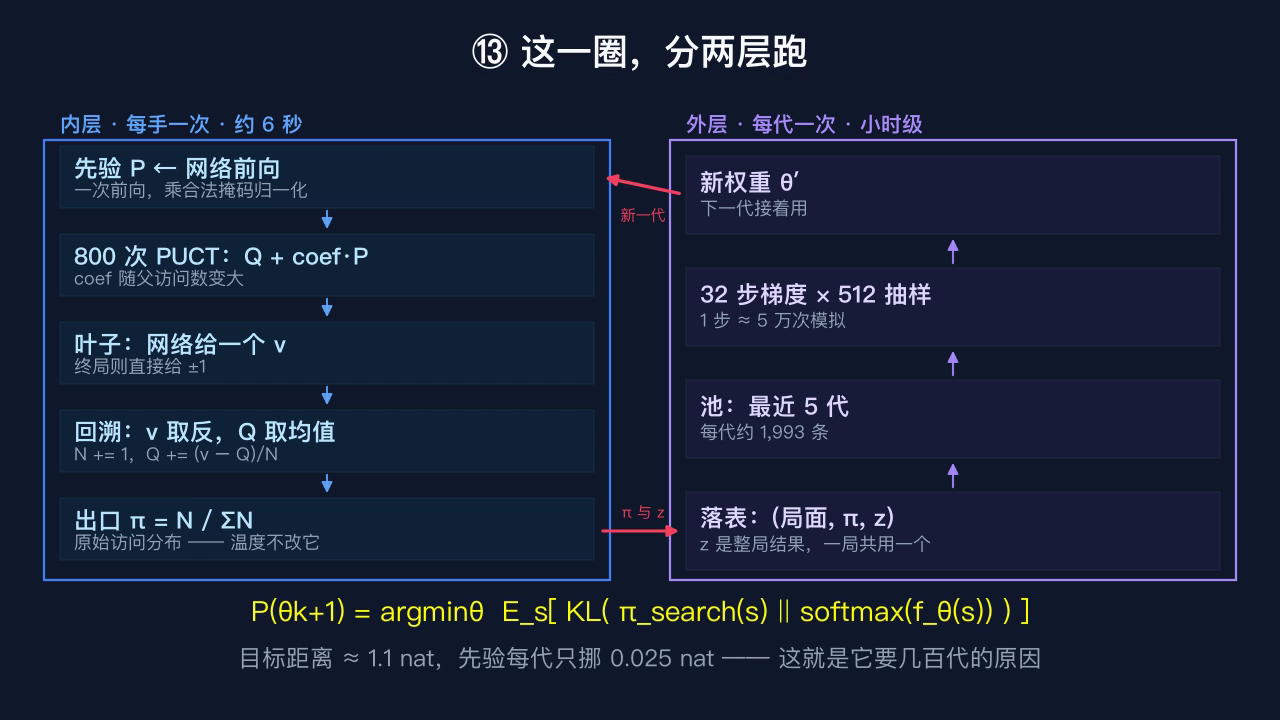 ⑬ 这一圈，分两层跑
内层 · 每手一次 · 约 6 秒
先验 P ← 网络前向
一次前向，乘合法掩码归一化
800 次 PUCT：Q + coef·P
coef 随父访问数变大
叶子：网络给一个 v
终局则直接给 ±1
回溯：v 取反，Q 取均值
N += 1，Q += (v − Q)/N
出口 π = N / ΣN
原始访问分布 —— 温度不改它
新一代
π 与 z
外层 · 每代一次 · 小时级
新权重 θ′
下一代接着用
32 步梯度 × 512 抽样
1 步 ≈ 5 万次模拟
池：最近 5 代
每代约 1,993 条
落表：(局面, π, z)
z 是整局结果，一局共用一个
P(θk+1) = argminθ E_s[ KL( π_search(s) || softmax(f_θ(s)) ) ]
目标距离 ≈ 1.1 nat，先验每代只挪 0.025 nat —— 这就是它要几百代的原因